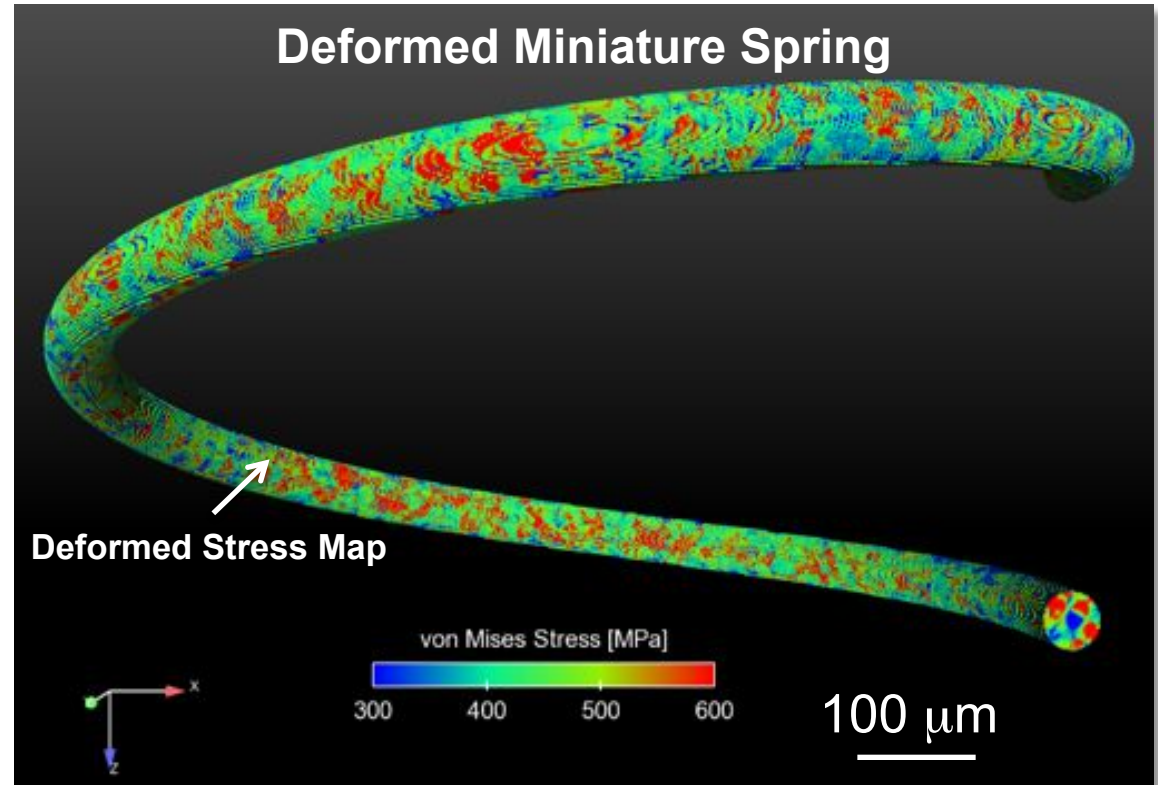 Deformed Miniature Spring
Deformed Stress Map
von Mises Stress [MPa]
300 400 500 600
100 μm
x
z